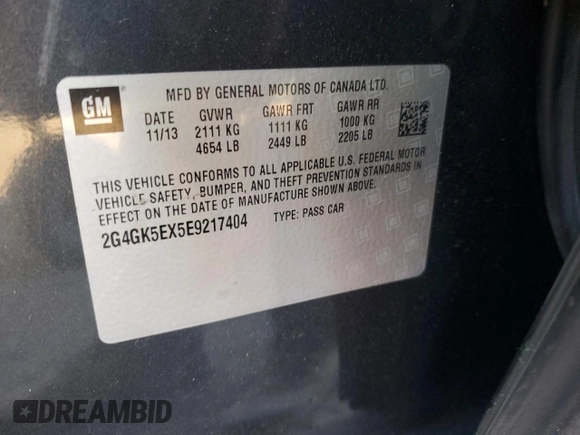 GM
MFD BY GENERAL MOTORS OF CANADA LTD.
DATE GVWR GAWR FRT GAWR RR
11/13 2111 KG 1111 KG 1000 KG
4654 LB 2449 LB 2205 LB
THIS VEHICLE CONFORMS TO ALL APPLICABLE U.S. FEDERAL MOTOR
VEHICLE SAFETY, BUMPER, AND THEFT PREVENTION STANDARDS IN
EFFECT ON THE DATE OF MANUFACTURE SHOWN ABOVE.
2G4GK5EX5E9217404 TYPE: PASS CAR
DREAMBID